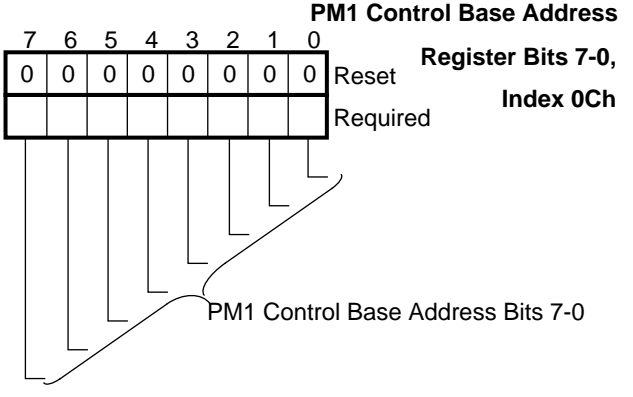 PM1 Control Base Address
Register Bits 7-0,
Index 0Ch
7 6 5 4 3 2 1 0
0 0 0 0 0 0 0 0 Reset
Required
PM1 Control Base Address Bits 7-0